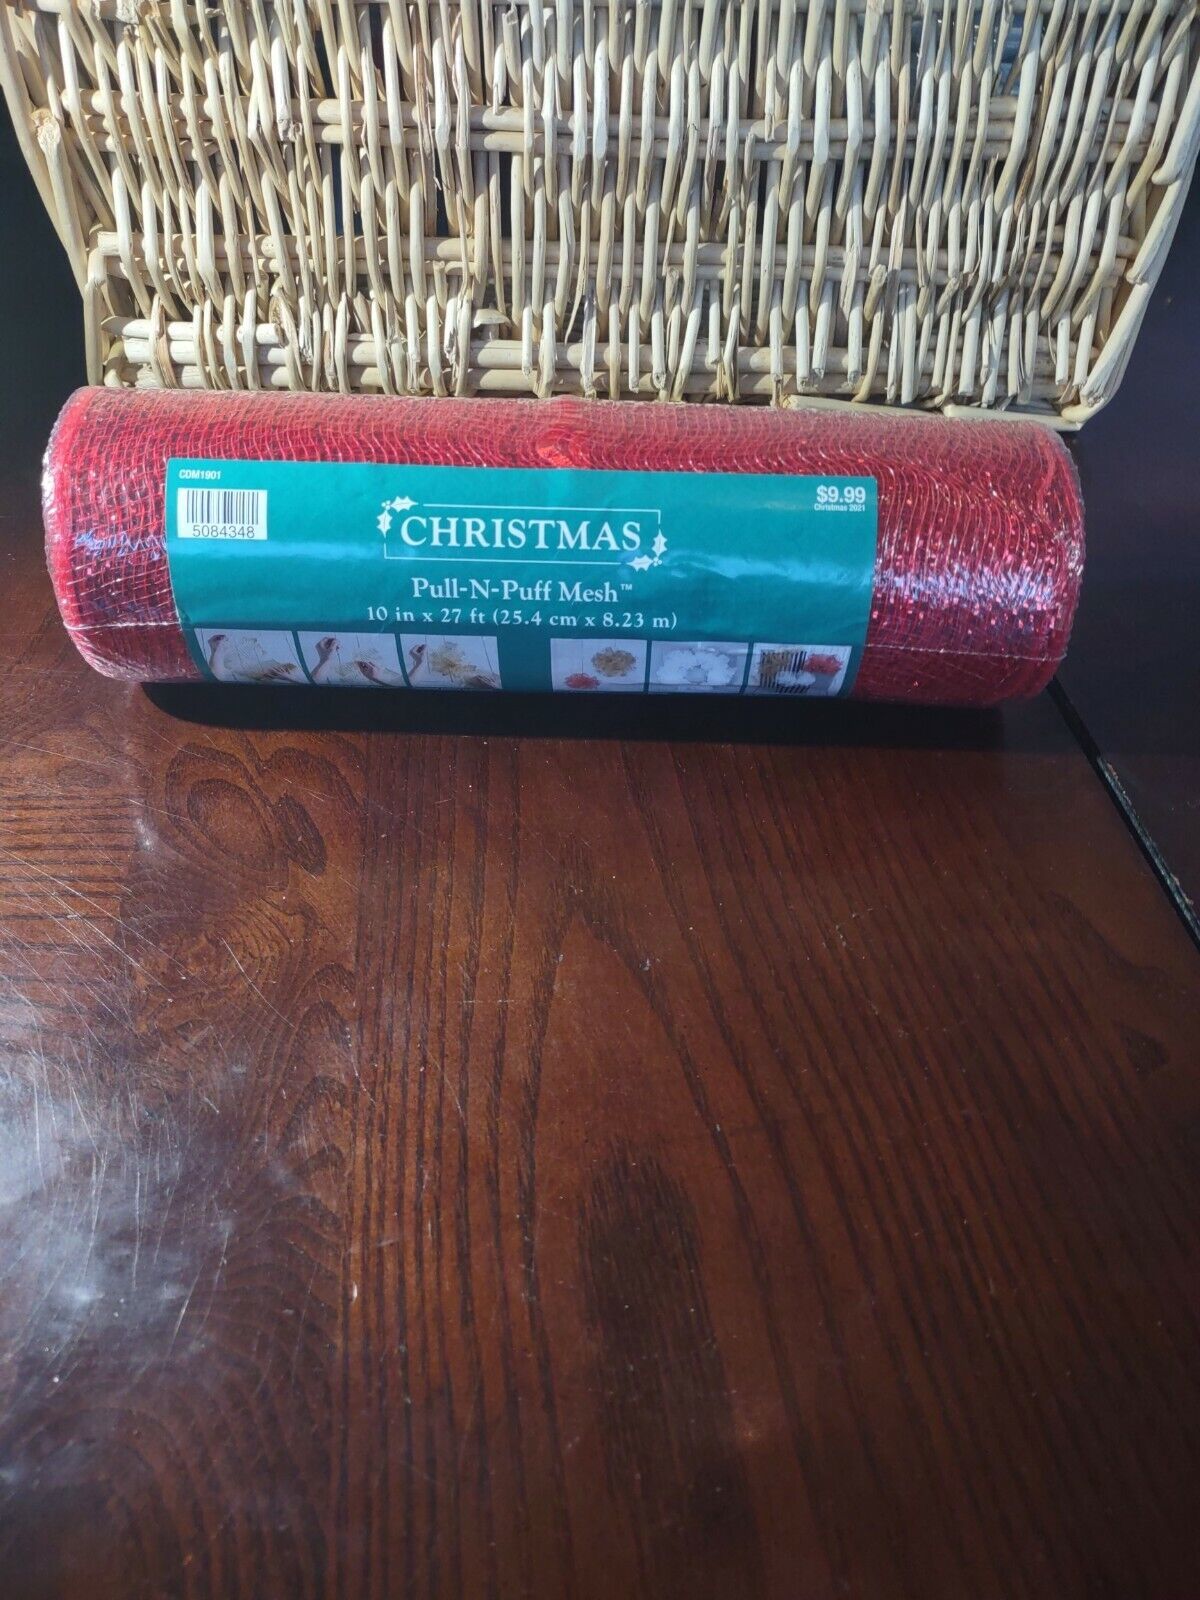 CDM1901
5084348
$9.99
Christmas 2021
CHRISTMAS
Pull-N-Puff Mesh™
10 in x 27 ft (25.4 cm x 8.23 m)